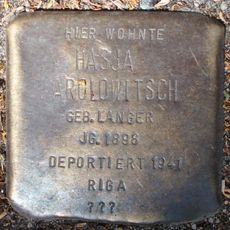 HIER WOHNTE
HASJA
AROLOWITSCH
GEB. LANGER
JG. 1898
DEPORTIERT 1941
RIGA
???